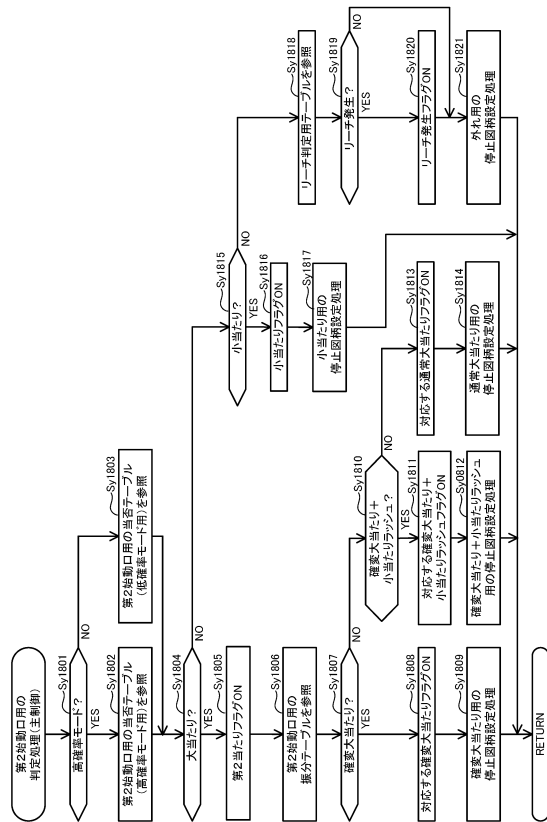 第2始動口用の
判定処理(主制御)
Sy1801
高確率モード?
YES
NO
Sy1802
第2始動口用の当否テーブル
(高確率モード用)を参照
Sy1803
第2始動口用の当否テーブル
(低確率モード用)を参照
Sy1804
大当たり?
YES
NO
Sy1805
第2当たりフラグON
Sy1806
第2始動口用の
振分テーブルを参照
Sy1807
確変大当たり?
YES
NO
Sy1808
対応する確変大当たりフラグON
Sy1809
確変大当たり用の
停止図柄設定処理
Sy1810
確変大当たり+
小当たりラッシュ?
YES
NO
Sy1811
対応する確変大当たり+
小当たりラッシュフラグON
Sy0812
確変大当たり+小当たりラッシュ
用の停止図柄設定処理
Sy1813
対応する通常大当たりフラグON
Sy1814
通常大当たり用の
停止図柄設定処理
Sy1815
小当たり?
YES
NO
Sy1816
小当たりフラグON
Sy1817
小当たり用の
停止図柄設定処理
Sy1818
リーチ判定用テーブルを参照
Sy1819
リーチ発生?
YES
NO
Sy1820
リーチ発生フラグON
Sy1821
外れ用の
停止図柄設定処理
RETURN